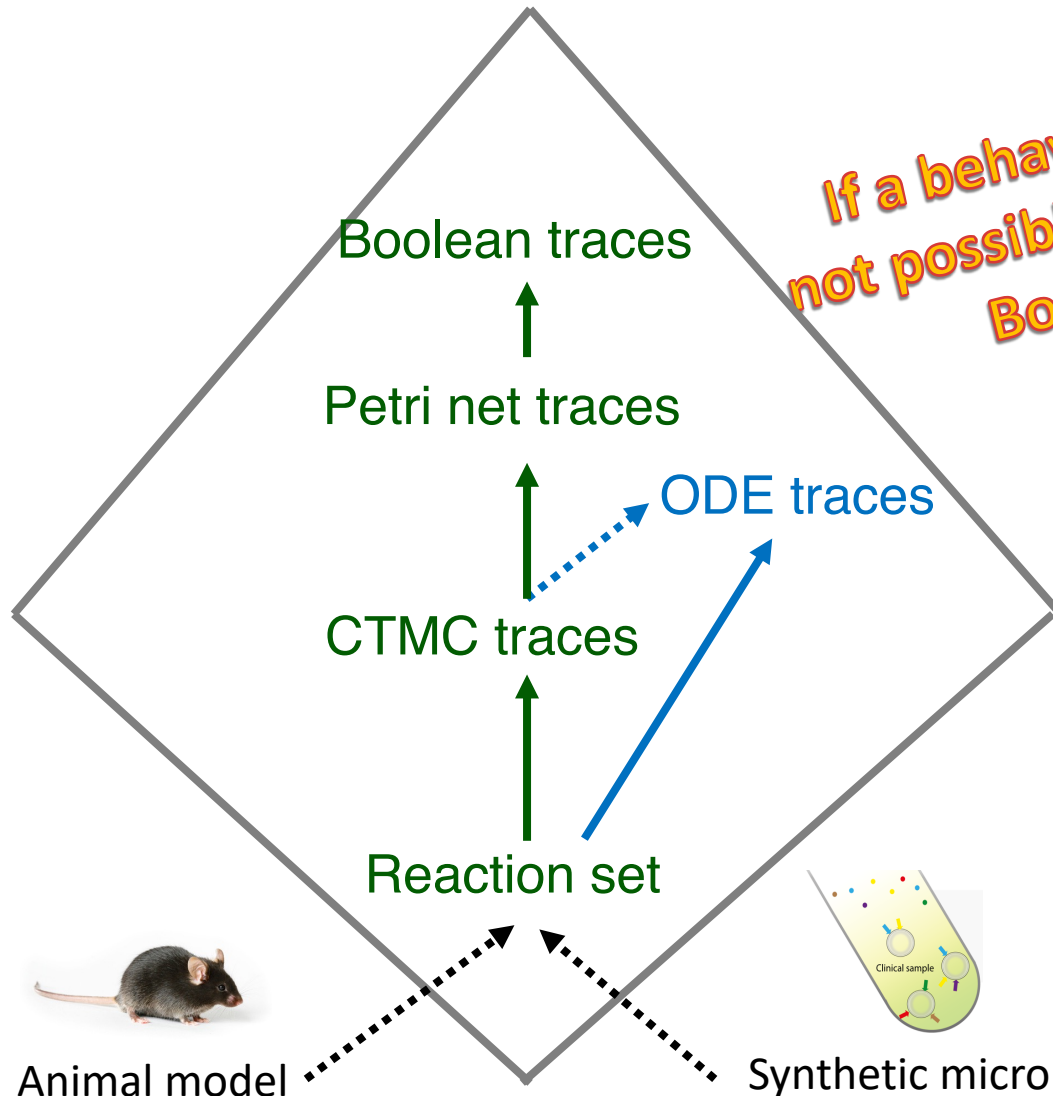 If a behav
not possib
Bo
Boolean traces
Petri net traces
ODE traces
CTMC traces
Reaction set
Clinical sample
Animal model
Synthetic micro